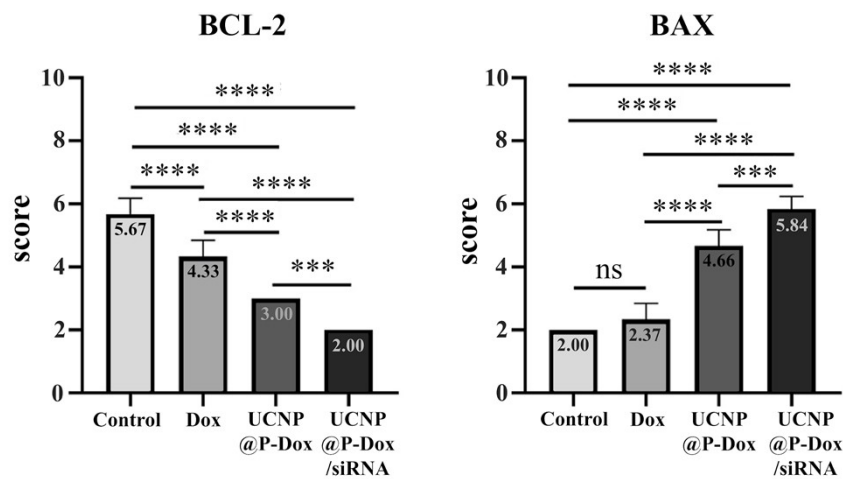 BCL-2
10
8
6
4
2
0
score
****
****
****
****
****
***
5.67
4.33
3.00
2.00
Control
Dox
UCNP
@P-Dox
UCNP
@P-Dox
/siRNA
BAX
10
8
6
4
2
0
score
****
****
****
***
****
ns
2.00
2.37
4.66
5.84
Control
Dox
UCNP
@P-Dox
UCNP
@P-Dox
/siRNA